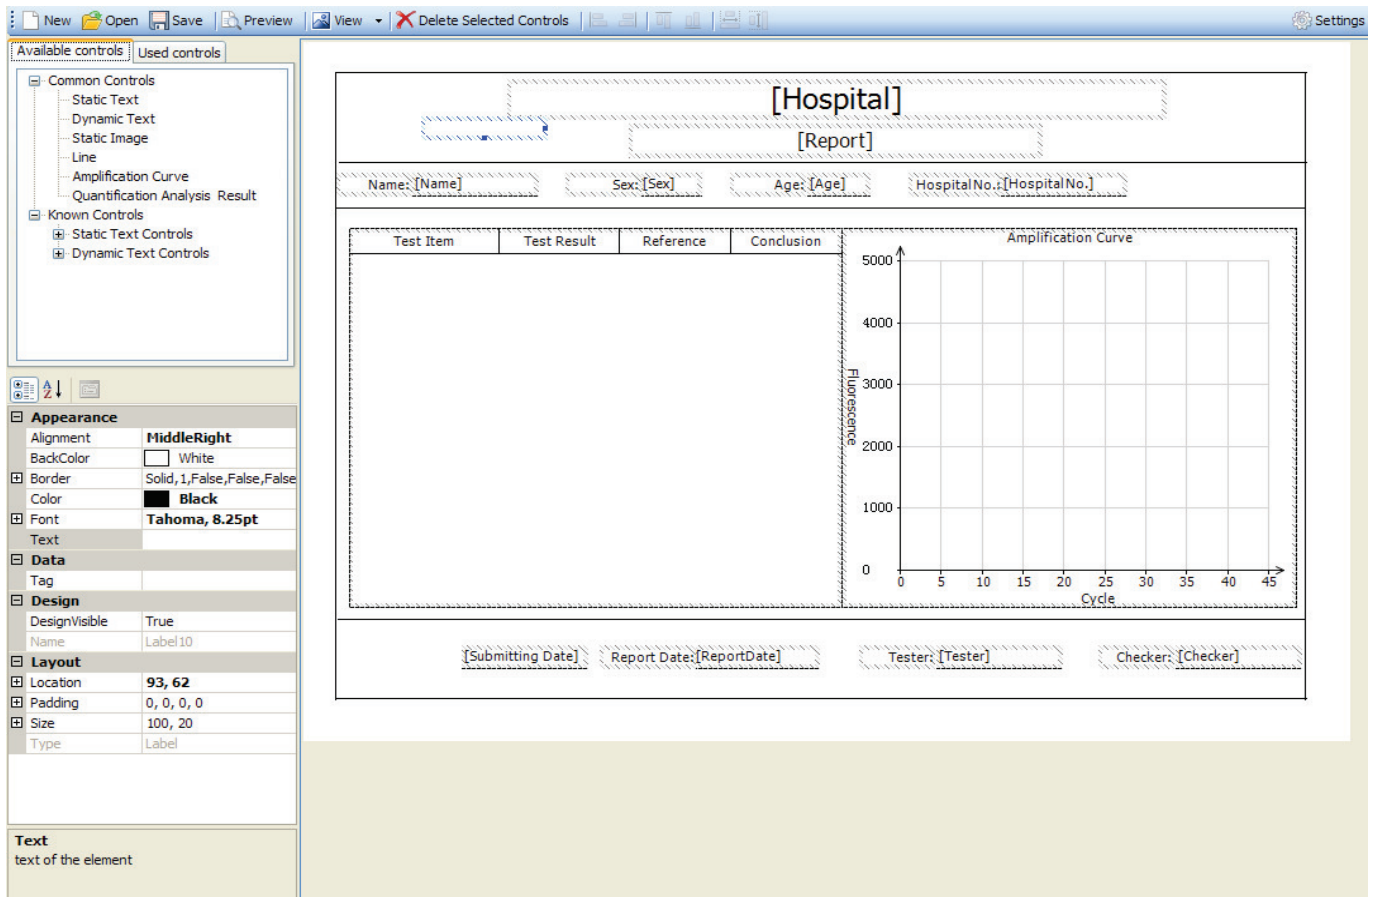 New Open Save Preview View Delete Selected Controls Settings
Available controls Used controls
Common Controls
Static Text
Dynamic Text
Static Image
Line
Amplification Curve
Quantification Analysis Result
Known Controls
Static Text Controls
Dynamic Text Controls
A
Z
Appearance
Alignment MiddleRight
BackColor White
Border Solid,1,False,False,False
Color Black
Font Tahoma, 8.25pt
Text
Data
Tag
Design
DesignVisible True
Name Label10
Layout
Location 93, 62
Padding 0, 0, 0, 0
Size 100, 20
Type Label
Text
text of the element
[Hospital]
[Report]
Name: [Name] Sex: [Sex] Age: [Age] HospitalNo.: [HospitalNo.]
Test Item Test Result Reference Conclusion
Amplification Curve
5000
4000
3000
2000
1000
0
Fluorescence
0 5 10 15 20 25 30 35 40 45
Cycle
[Submitting Date] Report Date: [ReportDate] Tester: [Tester] Checker: [Checker]